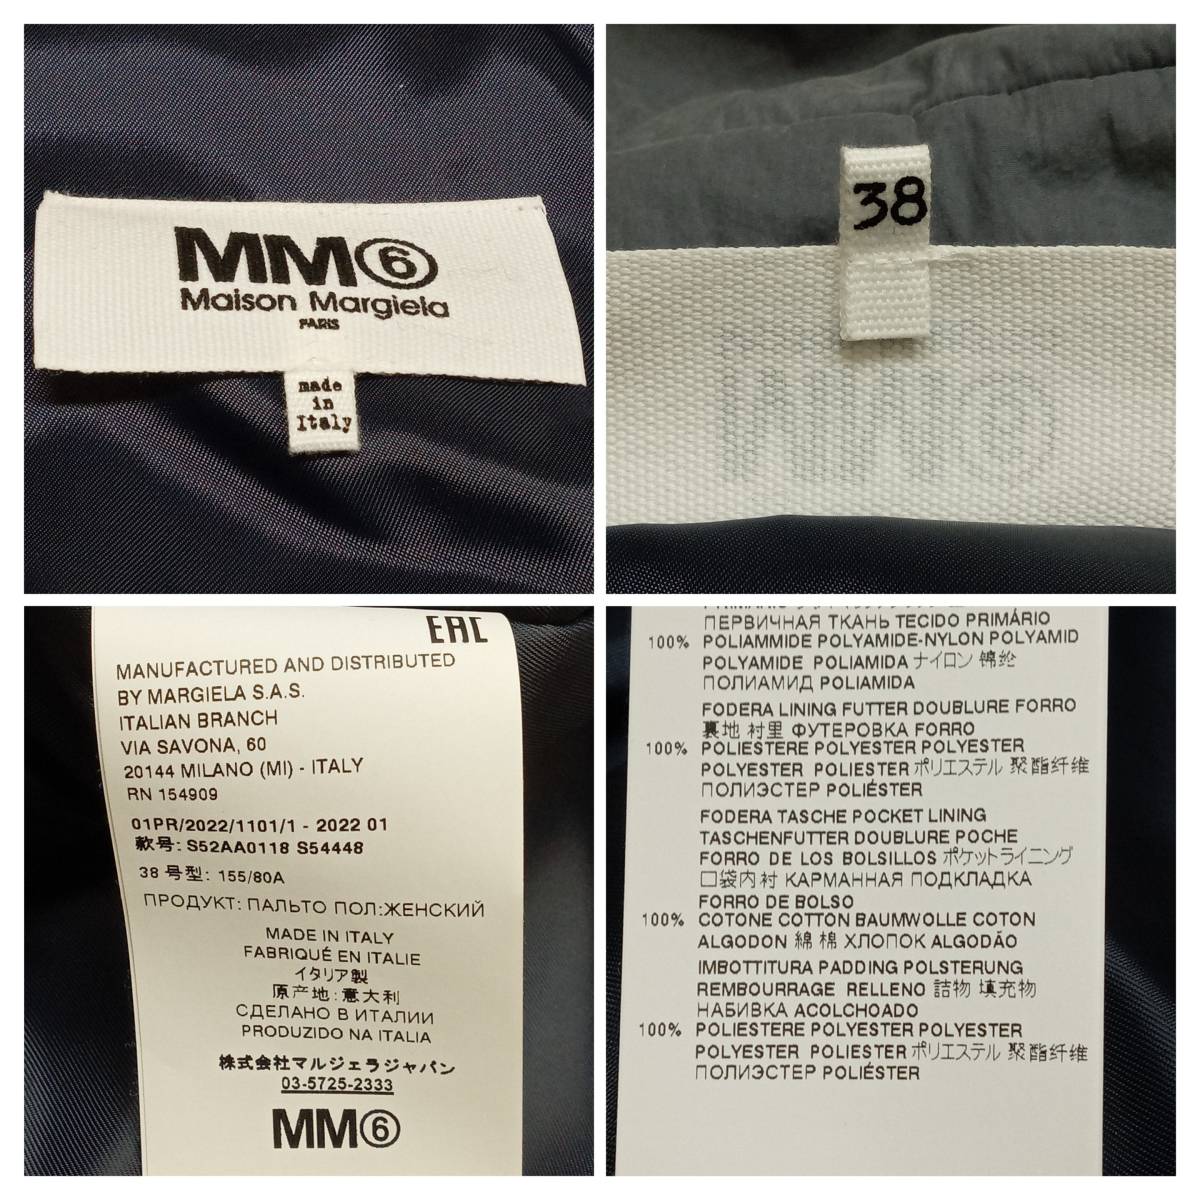 MM6
Maison Margiela
PARIS
made
in
Italy
38
EAC
MANUFACTURED AND DISTRIBUTED
BY MARGIELA S.A.S.
ITALIAN BRANCH
VIA SAVONA, 60
20144 MILANO (MI) - ITALY
RN 154909
01PR/2022/1101/1 - 2022 01
款号: S52AA0118 S54448
38 号型: 155/80A
ПРОДУКТ: ПАЛЬТО ПОЛ:ЖЕНСКИЙ
MADE IN ITALY
FABRIQUÉ EN ITALIE
イタリア製
原产地:意大利
СДЕЛАНО В ИТАЛИИ
PRODUZIDO NA ITALIA
株式会社マルジェラジャパン
03-5725-2333
MM6
ПЕРВИЧНАЯ ТКАНЬ TECIDO PRIMÁRIO
100% POLIAMMIDE POLYAMIDE-NYLON POLYAMID
POLYAMIDE POLIAMIDA ナイロン 锦纶
ПОЛИАМИД POLIAMIDA
FODERA LINING FUTTER DOUBLURE FORRO
裏地 衬里 ФУТЕРОВКА FORRO
100% POLIESTERE POLYESTER POLYESTER
POLYESTER POLIESTER ポリエステル 聚酯纤维
ПОЛИЭСТЕР POLIÉSTER
FODERA TASCHE POCKET LINING
TASCHENFUTTER DOUBLURE POCHE
FORRO DE LOS BOLSILLOS ポケットライニング
口袋内衬 КАРМАННАЯ ПОДКЛАДКА
FORRO DE BOLSO
100% COTONE COTTON BAUMWOLLE COTON
ALGODON 綿 棉 ХЛОПОК ALGODÃO
IMBOTTITURA PADDING POLSTERUNG
REMBOURRAGE RELLENO 詰物 填充物
НАБИВКА ACOLCHOADO
100% POLIESTERE POLYESTER POLYESTER
POLYESTER POLIESTER ポリエステル 聚酯纤维
ПОЛИЭСТЕР POLIÉSTER